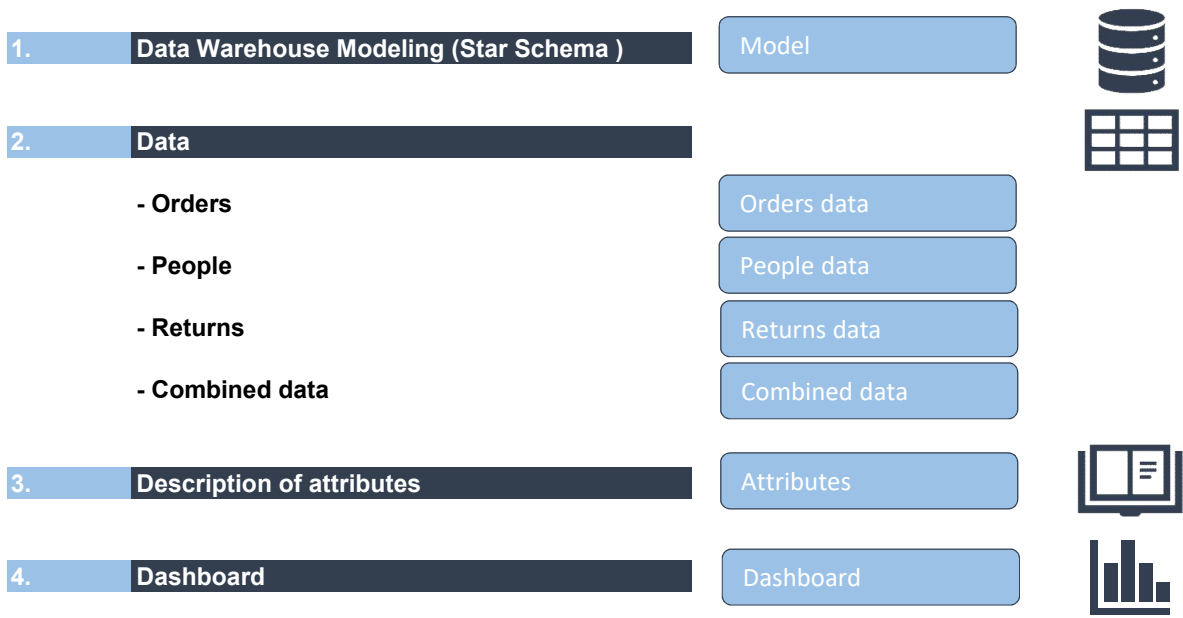 1. Data Warehouse Modeling (Star Schema ) Model
2. Data
- Orders Orders data
- People People data
- Returns Returns data
- Combined data Combined data
3. Description of attributes Attributes
4. Dashboard Dashboard